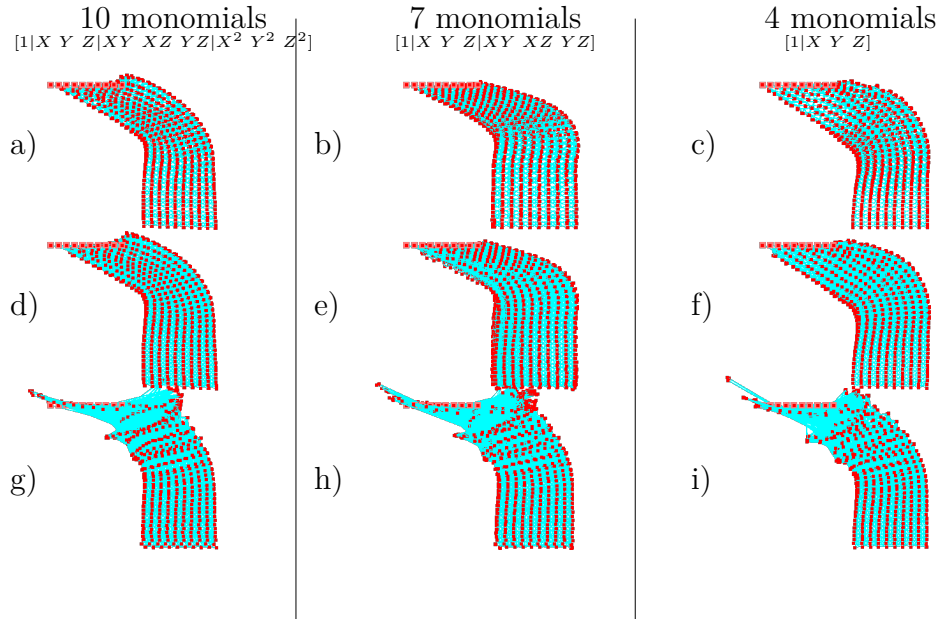 10 monomials 7 monomials 4 monomials
[1|X Y Z|XY XZ YZ|X² Y² Z²] [1|X Y Z|XY XZ YZ] [1|X Y Z]
a) b) c)
d) e) f)
g) h) i)